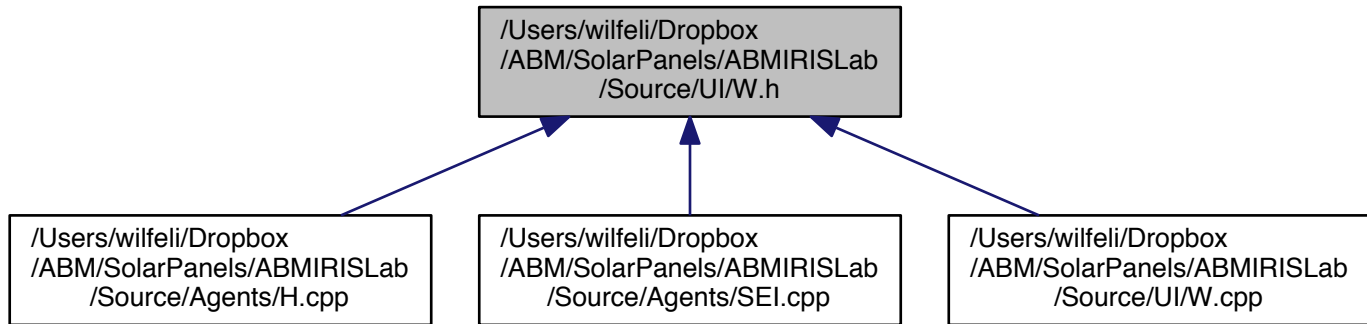 /Users/wilfeli/Dropbox
/ABM/SolarPanels/ABMIRISLab
/Source/UI/W.h
/Users/wilfeli/Dropbox
/ABM/SolarPanels/ABMIRISLab
/Source/Agents/H.cpp
/Users/wilfeli/Dropbox
/ABM/SolarPanels/ABMIRISLab
/Source/Agents/SEI.cpp
/Users/wilfeli/Dropbox
/ABM/SolarPanels/ABMIRISLab
/Source/UI/W.cpp